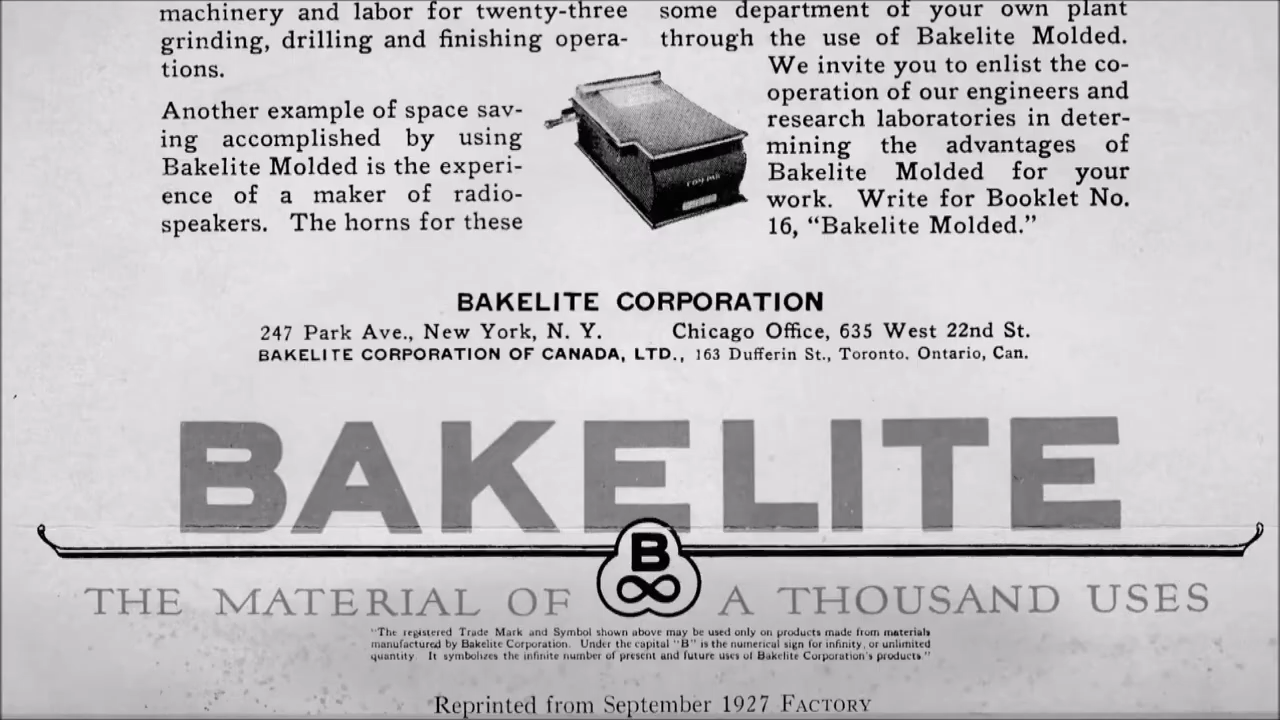 machinery and labor for twenty-three
grinding, drilling and finishing opera-
tions.
Another example of space sav-
ing accomplished by using
Bakelite Molded is the experi-
ence of a maker of radio-
speakers. The horns for these
some department of your own plant
through the use of Bakelite Molded.
We invite you to enlist the co-
operation of our engineers and
research laboratories in deter-
mining the advantages of
Bakelite Molded for your
work. Write for Booklet No.
16, “Bakelite Molded.”
BAKELITE CORPORATION
247 Park Ave., New York, N. Y. Chicago Office, 635 West 22nd St.
BAKELITE CORPORATION OF CANADA, LTD., 163 Dufferin St., Toronto. Ontario, Can.
BAKELITE
B
∞
THE MATERIAL OF A THOUSAND USES
"The registered Trade Mark and Symbol shown above may be used only on products made from materials
manufactured by Bakelite Corporation. Under the capital "B" is the numerical sign for infinity, or unlimited
quantity. It symbolizes the infinite number of present and future uses of Bakelite Corporation's products."
Reprinted from September 1927 FACTORY